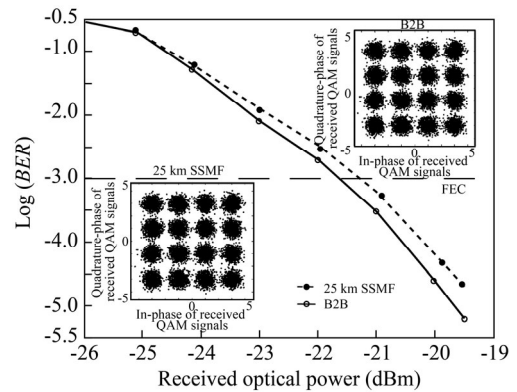 -0.5
-1.0
-2.0
-3.0
-4.0
-5.0
-5.5
Log (BER)
-26
-25
-24
-23
-22
-21
-20
-19
Received optical power (dBm)
B2B
5
0
-5
0
5
Quadrature-phase of
received QAM signals
In-phase of received
QAM signals
FEC
25 km SSMF
5
0
-5
0
5
Quadrature-phase of
received QAM signals
In-phase of received
QAM signals
25 km SSMF
B2B